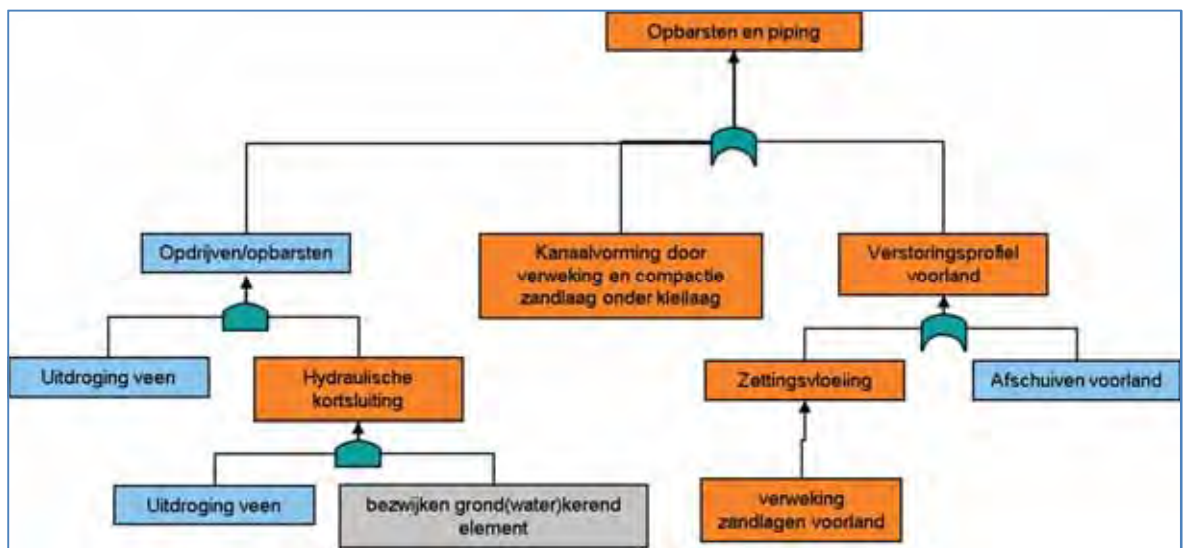 Opbarsten en piping
Opdrijven/opbarsten
Kanaalvorming door
verweking en compactie
zandlaag onder kleilaag
Verstoringsprofiel
voorland
Uitdroging veen
Hydraulische
kortsluiting
Zettingsvloeiing
Afschuiven voorland
Uitdroging veen
bezwijken grond(water)kerend
element
verweking
zandlagen voorland